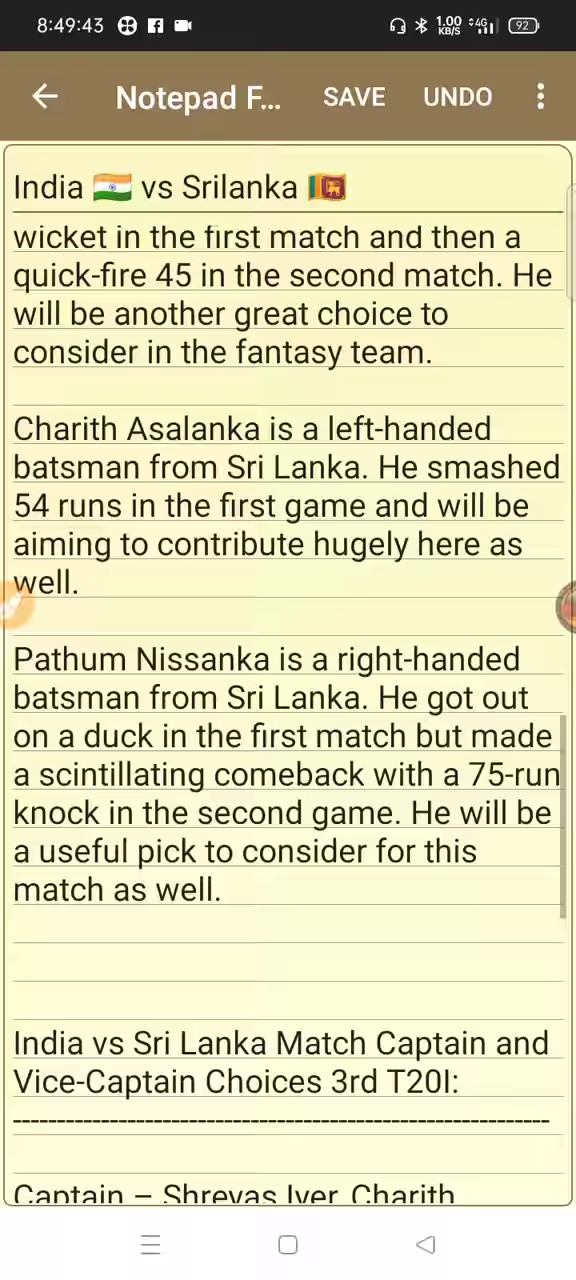 8:49:43 1.00 KB/S 4G 92
Notepad F... SAVE UNDO
India 🇮🇳 vs Srilanka 🇱🇰
wicket in the first match and then a
quick-fire 45 in the second match. He
will be another great choice to
consider in the fantasy team.
Charith Asalanka is a left-handed
batsman from Sri Lanka. He smashed
54 runs in the first game and will be
aiming to contribute hugely here as
well.
Pathum Nissanka is a right-handed
batsman from Sri Lanka. He got out
on a duck in the first match but made
a scintillating comeback with a 75-run
knock in the second game. He will be
a useful pick to consider for this
match as well.
India vs Sri Lanka Match Captain and
Vice-Captain Choices 3rd T20I:
-------------------------------------------------------------
Captain – Shreyas Iyer, Charith